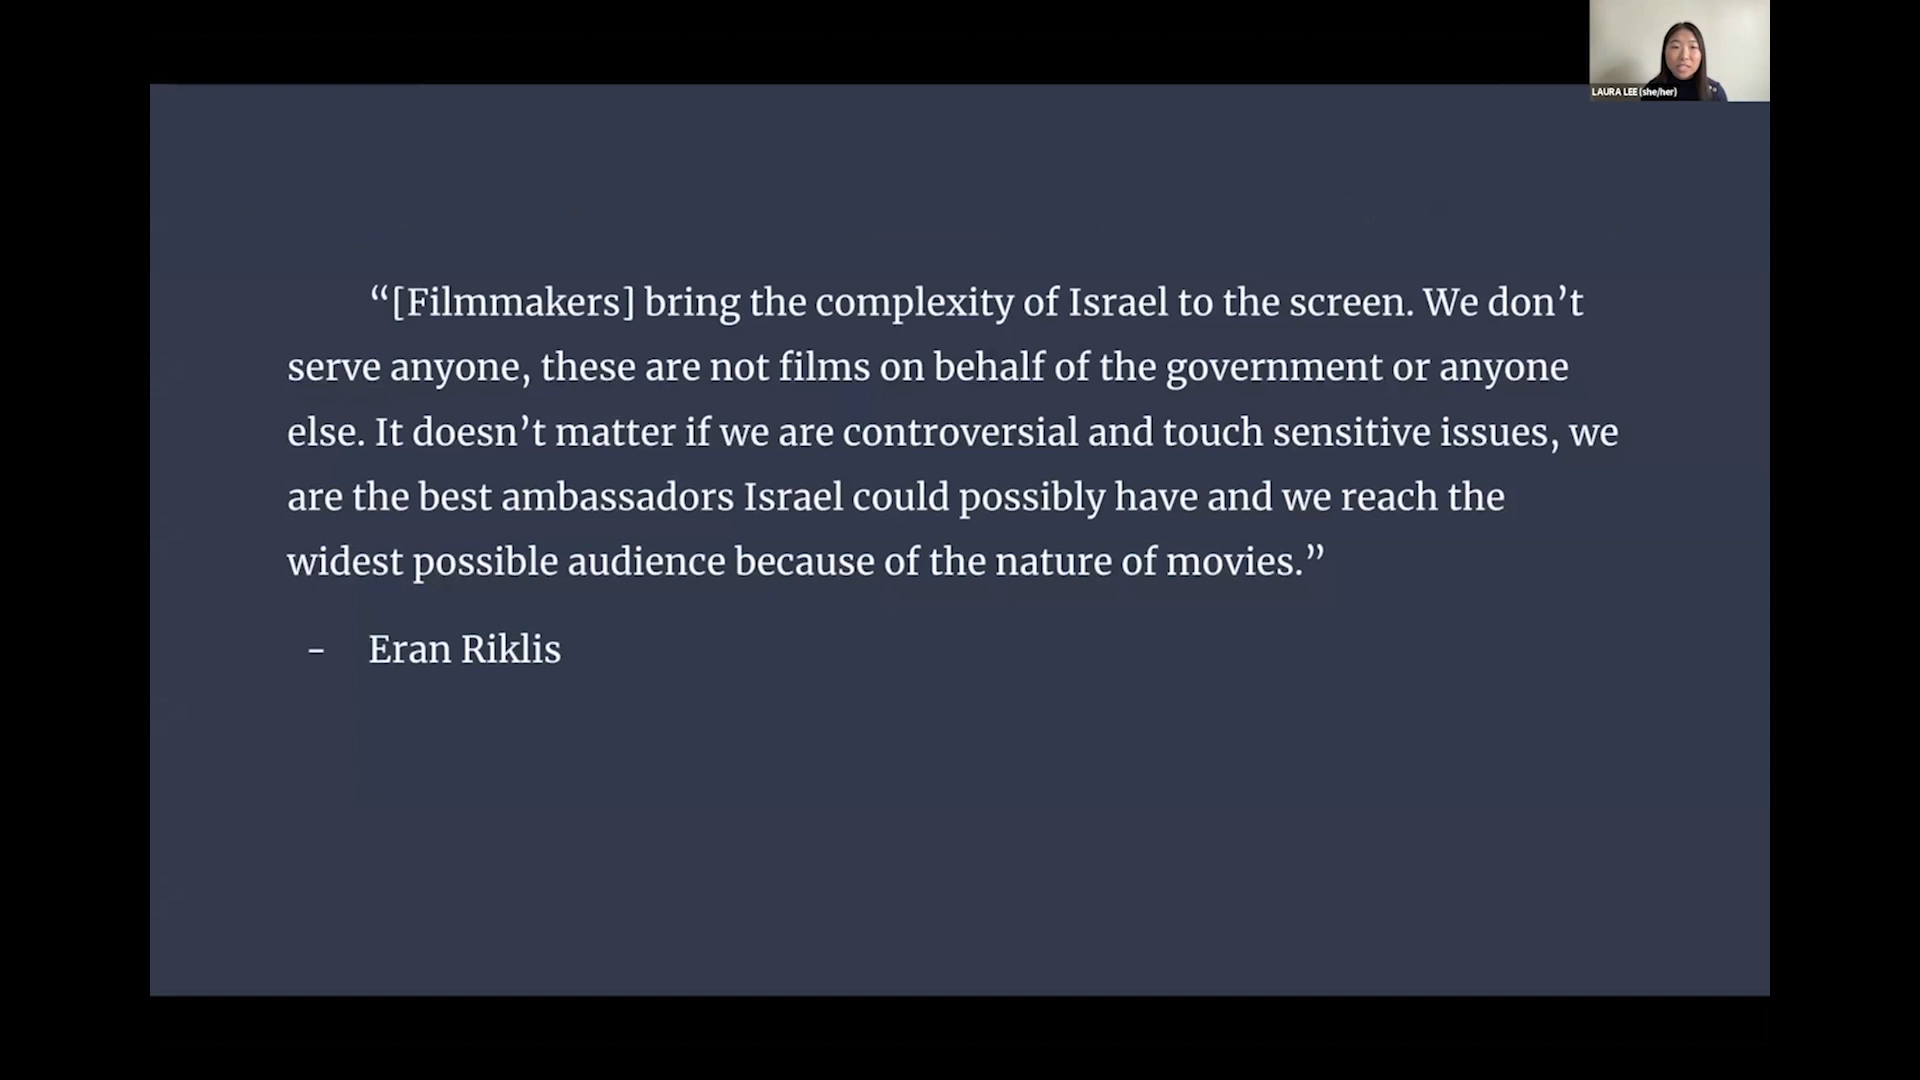 LAURA LEE (she/her)
“[Filmmakers] bring the complexity of Israel to the screen. We don’t
serve anyone, these are not films on behalf of the government or anyone
else. It doesn’t matter if we are controversial and touch sensitive issues, we
are the best ambassadors Israel could possibly have and we reach the
widest possible audience because of the nature of movies.”
- Eran Riklis